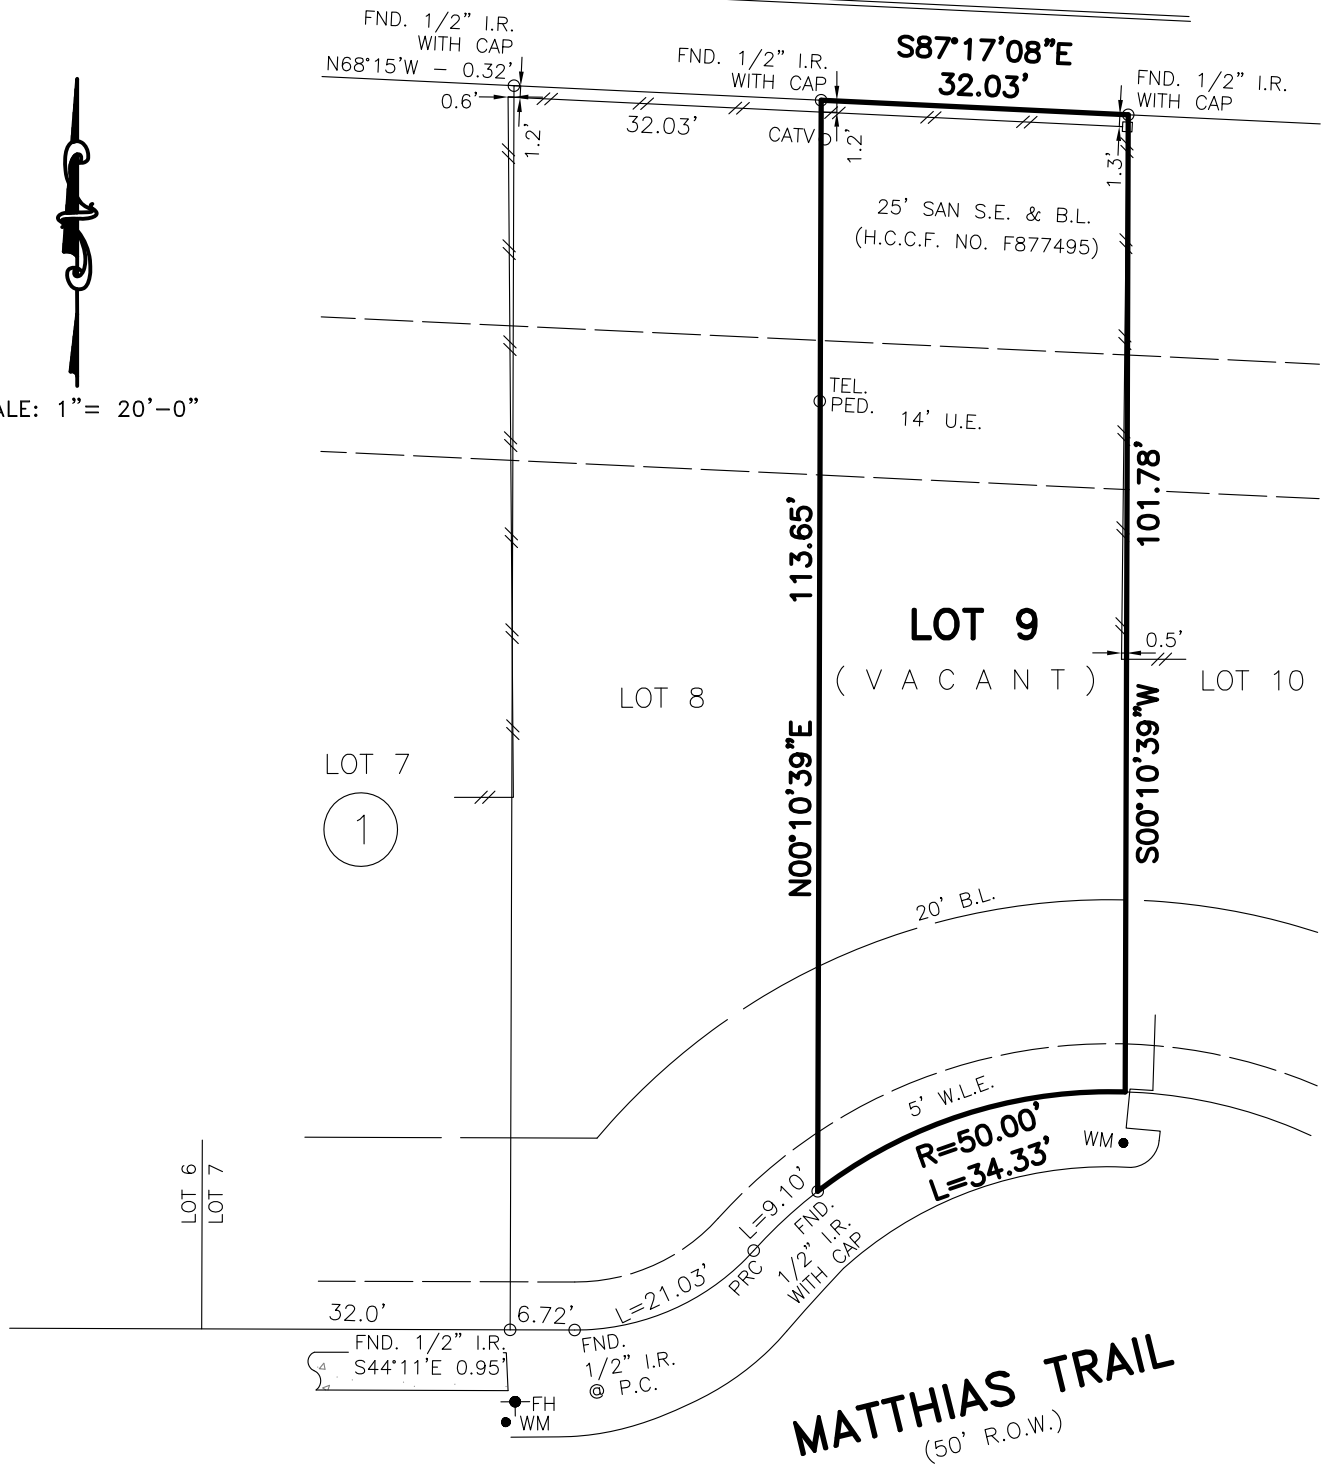 FND. 1/2" I.R.
WITH CAP
N68°15'W - 0.32'
0.6'
1.2'
32.03'
FND. 1/2" I.R.
WITH CAP
S87°17'08"E
32.03'
FND. 1/2" I.R.
WITH CAP
CATV
1.2'
1.3'
25' SAN S.E. & B.L.
(H.C.C.F. NO. F877495)
ALE: 1"= 20'-0"
TEL.
PED.
14' U.E.
113.65'
101.78'
LOT 9
(VACANT)
0.5'
LOT 8
LOT 10
LOT 7
1
N00°10'39"E
S00°10'39"W
20' B.L.
5' W.L.E.
R=50.00'
L=34.33'
WM
LOT 6
LOT 7
L=9.10'
FND.
1/2" I.R.
WITH CAP
PRC
L=21.03'
32.0'
6.72'
FND. 1/2" I.R.
S44°11'E 0.95'
FND.
1/2" I.R.
@ P.C.
FH
WM
MATTHIAS TRAIL
(50' R.O.W.)